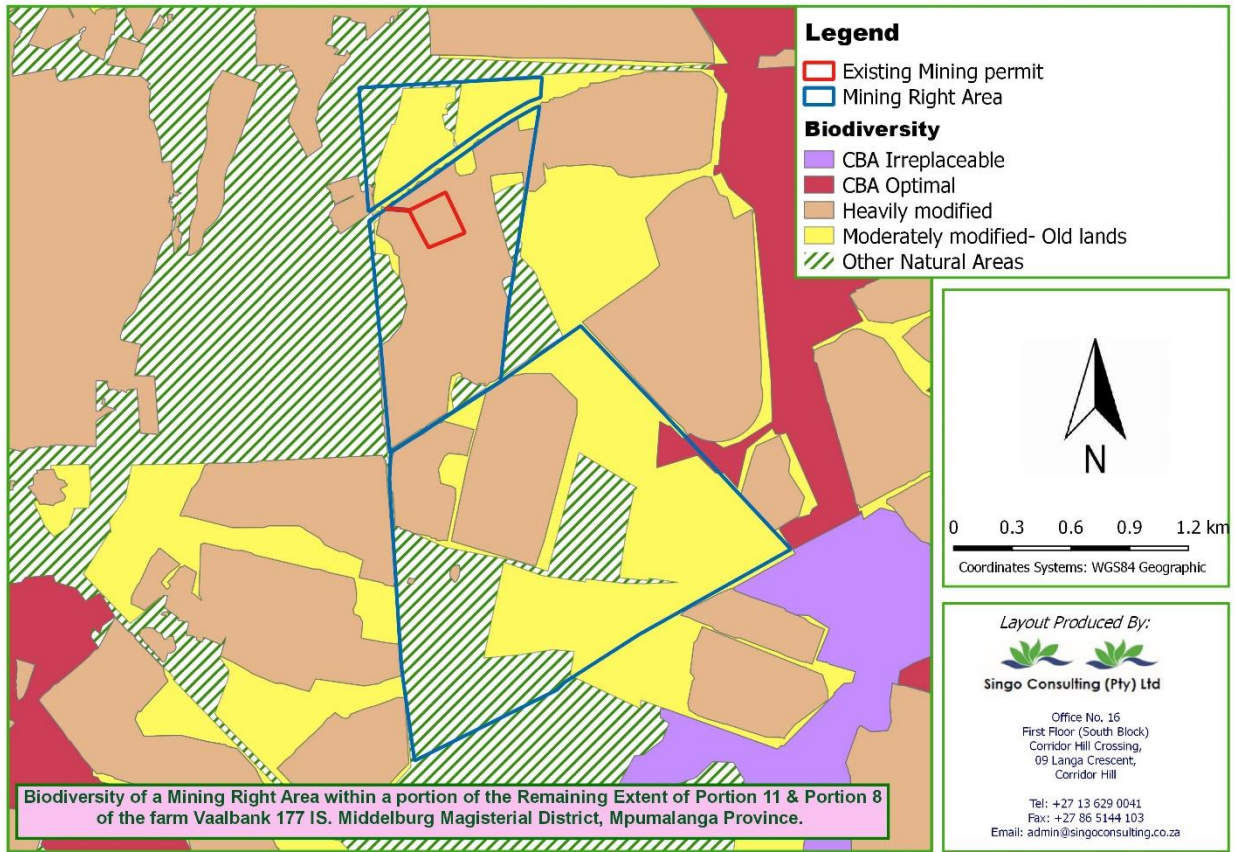 Legend
Existing Mining permit
Mining Right Area
Biodiversity
CBA Irreplaceable
CBA Optimal
Heavily modified
Moderately modified- Old lands
Other Natural Areas
N
0 0.3 0.6 0.9 1.2 km
Coordinates Systems: WGS84 Geographic
Layout Produced By:
Singo Consulting (Pty) Ltd
Office No. 16
First Floor (South Block)
Corridor Hill Crossing,
09 Langa Crescent,
Corridor Hill
Tel: +27 13 629 0041
Fax: +27 86 5144 103
Email: admin@singoconsulting.co.za
Biodiversity of a Mining Right Area within a portion of the Remaining Extent of Portion 11 & Portion 8
of the farm Vaalbank 177 IS. Middelburg Magisterial District, Mpumalanga Province.